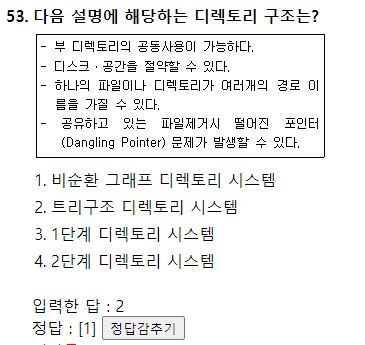 53. 다음 설명에 해당하는 디렉토리 구조는?
- 부 디렉토리의 공동사용이 가능하다.
- 디스크·공간을 절약할 수 있다.
- 하나의 파일이나 디렉토리가 여러개의 경로 이
름을 가질 수 있다.
- 공유하고 있는 파일제거시 떨어진 포인터
(Dangling Pointer) 문제가 발생할 수 있다.
1. 비순환 그래프 디렉토리 시스템
2. 트리구조 디렉토리 시스템
3. 1단계 디렉토리 시스템
4. 2단계 디렉토리 시스템
입력한 답 : 2
정답 : [1] 정답감추기